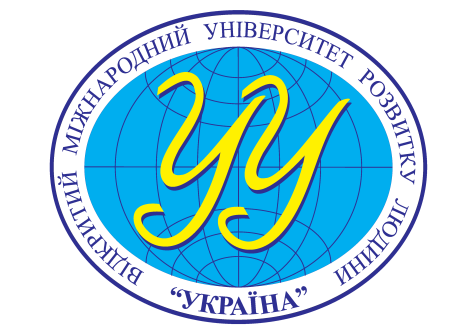 ВІДКРИТИЙ МІЖНАРОДНИЙ УНІВЕРСИТЕТ РОЗВИТКУ ЛЮДИНИ
УУ
“УКРАЇНА”